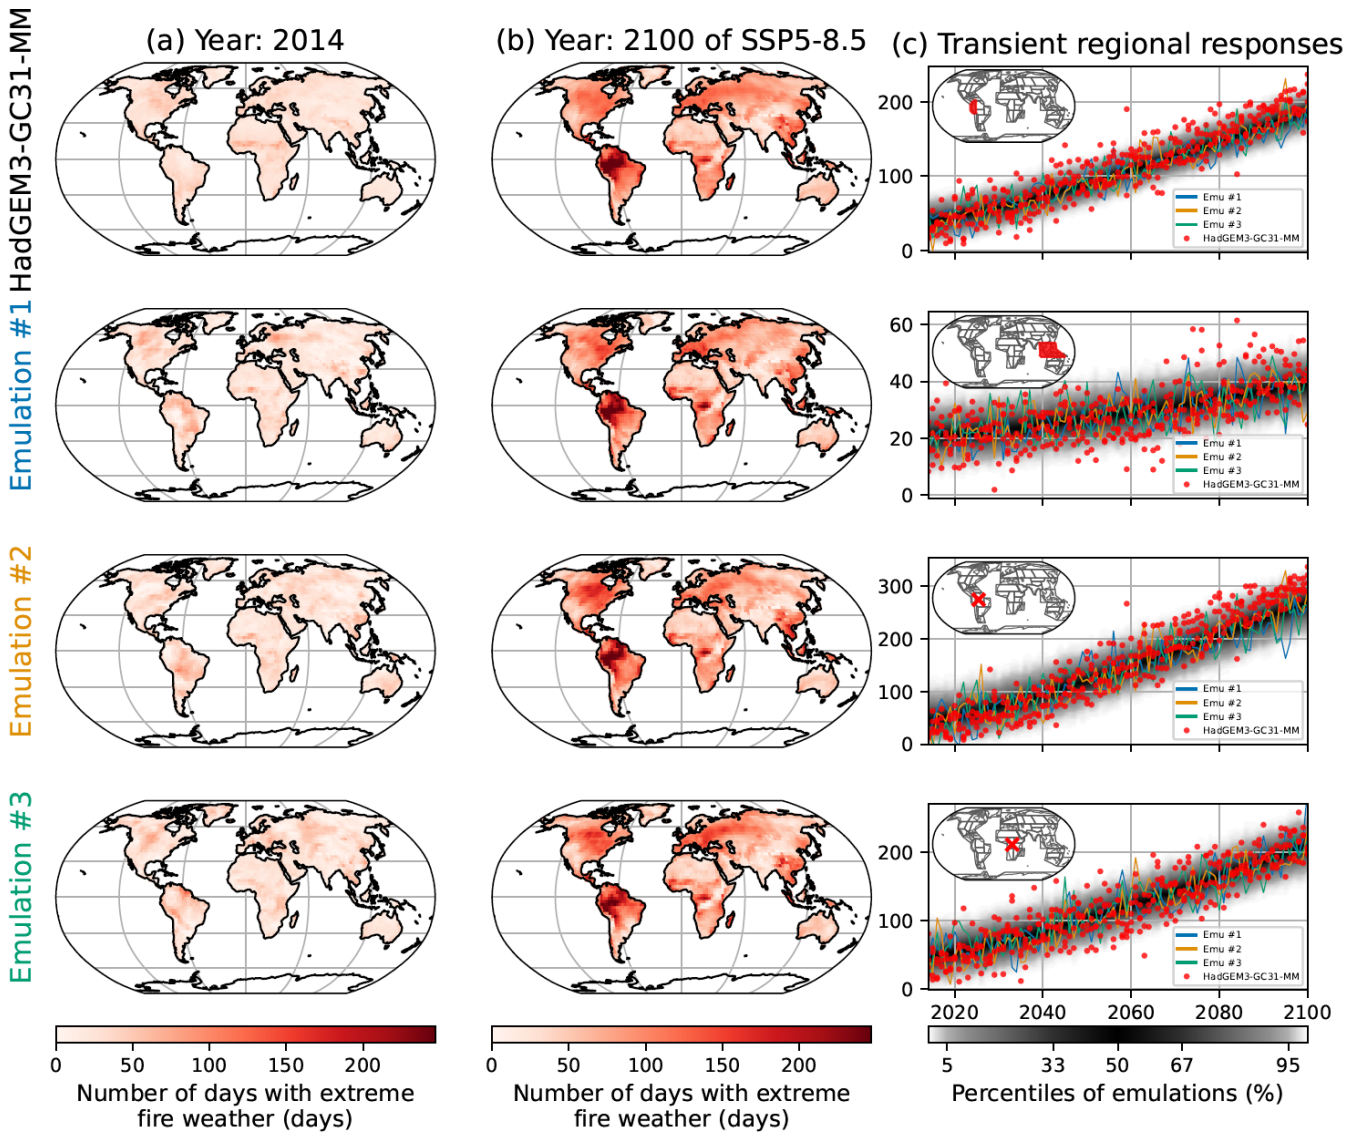 (a) Year: 2014
(b) Year: 2100 of SSP5-8.5
(c) Transient regional responses
HadGEM3-GC31-MM
200
100
0
Emu #1
Emu #2
Emu #3
HadGEM3-GC31-MM
Emulation #1
60
40
20
0
Emu #1
Emu #2
Emu #3
HadGEM3-GC31-MM
Emulation #2
300
200
100
0
Emu #1
Emu #2
Emu #3
HadGEM3-GC31-MM
Emulation #3
200
100
0
Emu #1
Emu #2
Emu #3
HadGEM3-GC31-MM
2020 2040 2060 2080 2100
0 50 100 150 200
Number of days with extreme
fire weather (days)
0 50 100 150 200
Number of days with extreme
fire weather (days)
5 33 50 67 95
Percentiles of emulations (%)